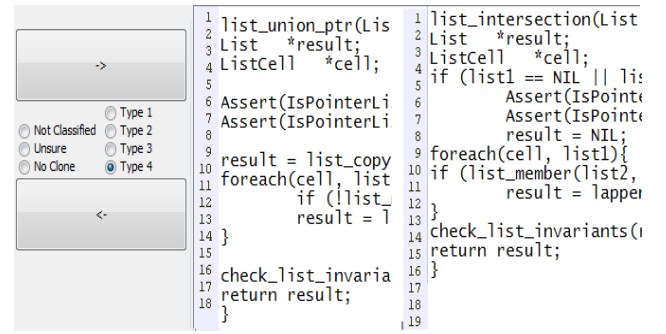 ->
Type 1
Not Classified
Type 2
Unsure
Type 3
No Clone
Type 4
<-
1
2
3
4
5
6
7
8
9
10
11
12
13
14
15
16
17
18
list_union_ptr(Lis
List *result;
ListCell *cell;
Assert(IsPointerLi
Assert(IsPointerLi
result = list_copy
foreach(cell, list
if (!list_
result = l
}
check_list_invaria
return result;
}
1
2
3
4
5
6
7
8
9
10
11
12
13
14
15
16
17
18
19
list_intersection(List
List *result;
ListCell *cell;
if (list1 == NIL || lis
Assert(IsPointe
Assert(IsPointe
result = NIL;
foreach(cell, list1){
if (list_member(list2,
result = lapper
}
check_list_invariants(r
return result;
}